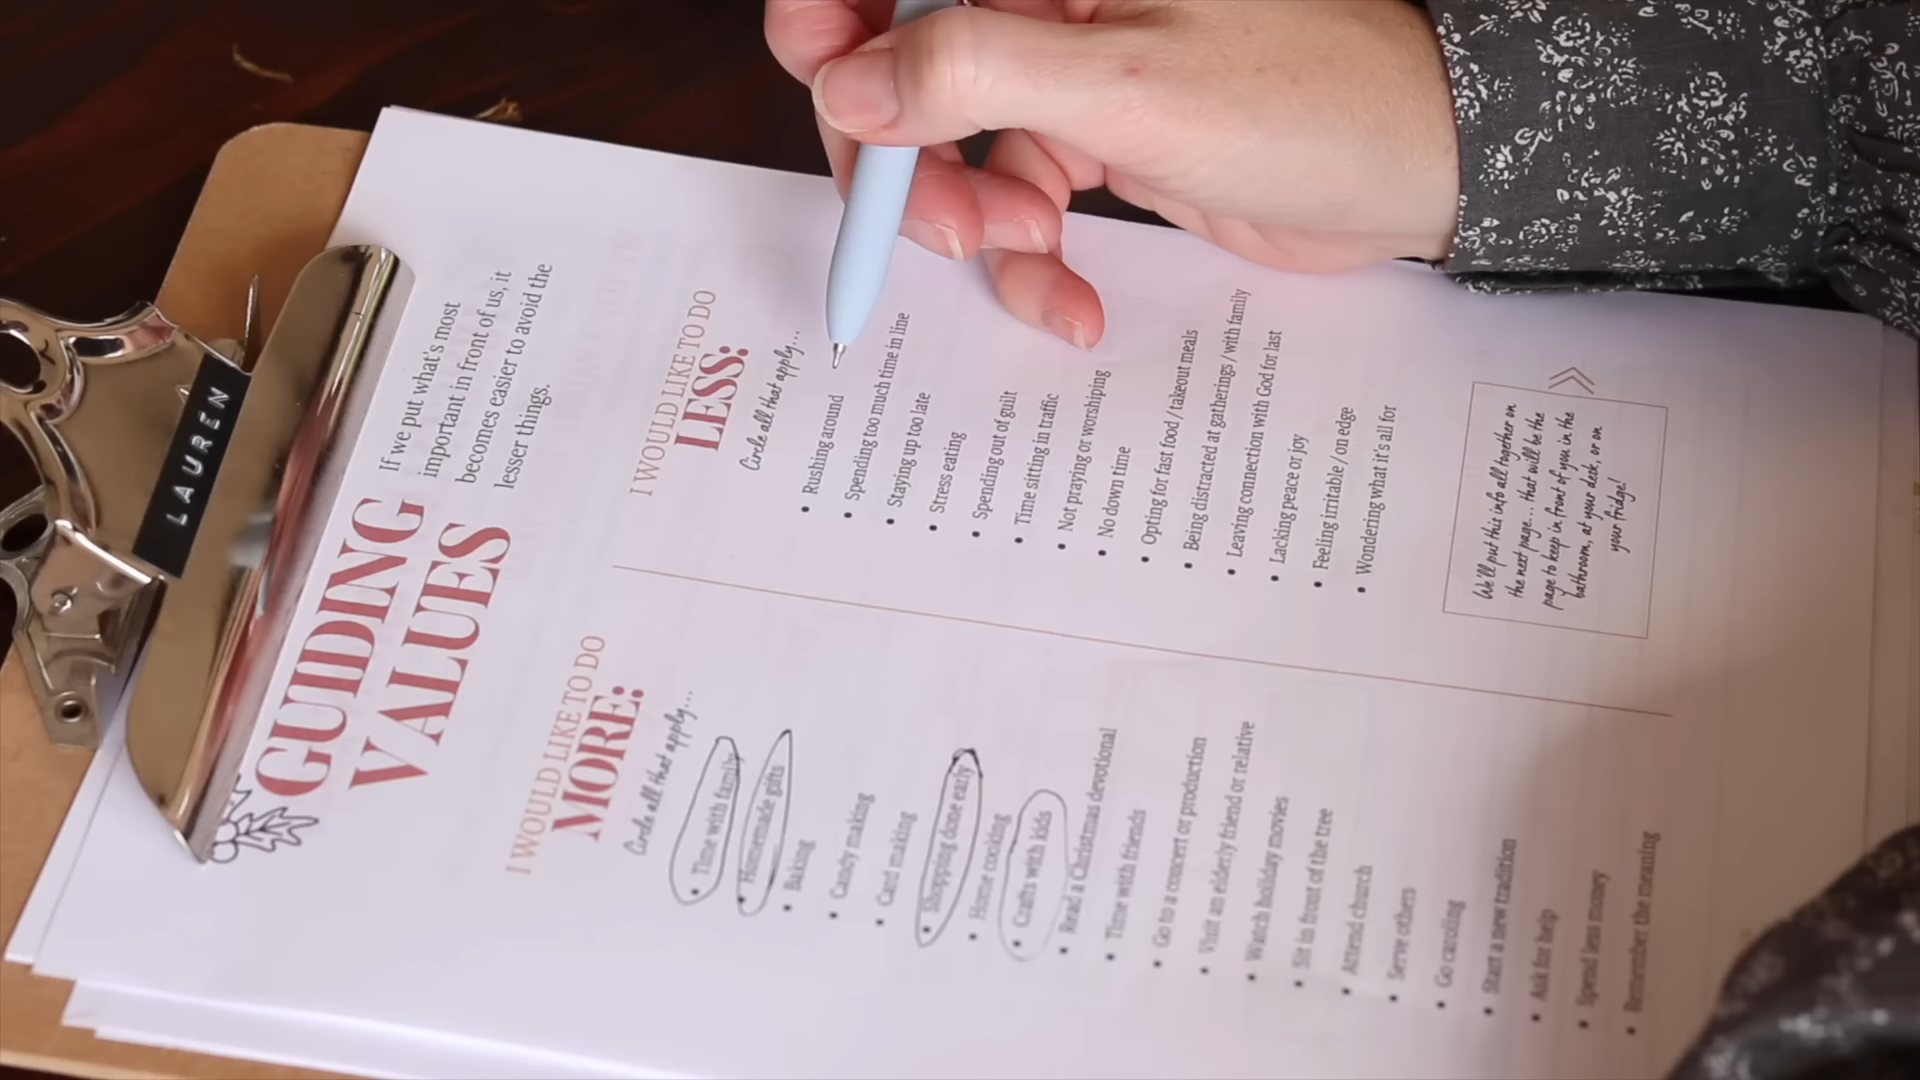 LAUREN
GUIDING
VALUES
If we put what's most
important in front of us, it
becomes easier to avoid the
lesser things.
I WOULD LIKE TO DO
MORE:
Circle all that apply...
• Time with family
• Homemade gifts
• Baking
• Candy making
• Card making
• Shopping done early
• Home cooking
• Crafts with kids
• Read a Christmas devotional
• Time with friends
• Go to a concert or production
• Visit an elderly friend or relative
• Watch holiday movies
• Sit in front of the tree
• Attend church
• Serve others
• Go caroling
• Start a new tradition
• Ask for help
• Spend less money
• Remember the meaning
I WOULD LIKE TO DO
LESS:
Circle all that apply...
• Rushing around
• Spending too much time in line
• Staying up too late
• Stress eating
• Spending out of guilt
• Time sitting in traffic
• Not praying or worshiping
• No down time
• Opting for fast food / takeout meals
• Being distracted at gatherings / with family
• Leaving connection with God for last
• Lacking peace or joy
• Feeling irritable / on edge
• Wondering what it's all for
We'll put this info all together on
the next page... that will be the
page to keep in front of you in the
bathroom, at your desk, or on
your fridge!